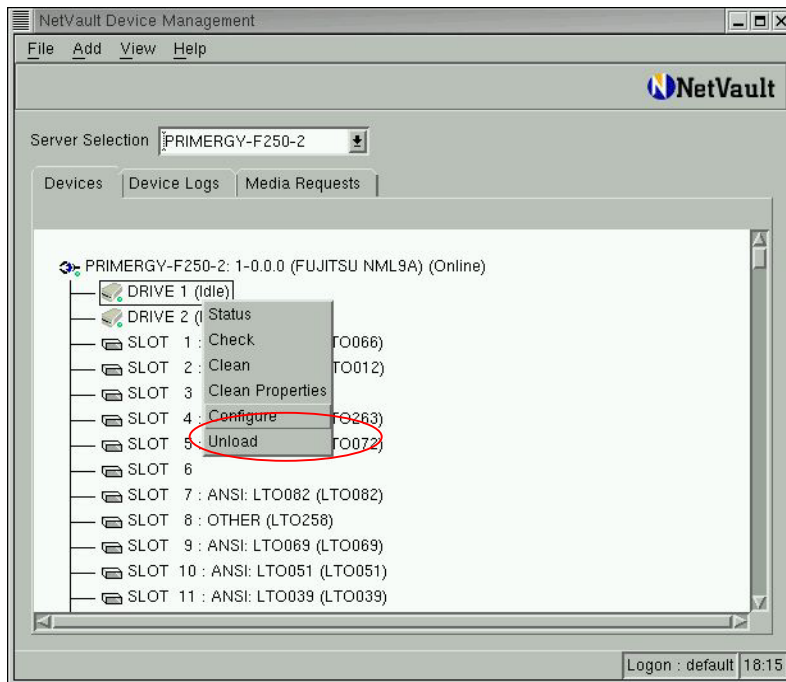 NetVault Device Management
File Add View Help
NetVault
Server Selection PRIMERGY-F250-2
Devices Device Logs Media Requests
PRIMERGY-F250-2: 1-0.0.0 (FUJITSU NML9A) (Online)
DRIVE 1 (Idle)
DRIVE 2 (
Status
SLOT 1 : TO066)
Check
SLOT 2 : TO012)
Clean
SLOT 3
Clean Properties
SLOT 4 : TO263)
Configure
SLOT 5 : TO072)
Unload
SLOT 6
SLOT 7 : ANSI: LTO082 (LTO082)
SLOT 8 : OTHER (LTO258)
SLOT 9 : ANSI: LTO069 (LTO069)
SLOT 10 : ANSI: LTO051 (LTO051)
SLOT 11 : ANSI: LTO039 (LTO039)
Logon : default 18:15